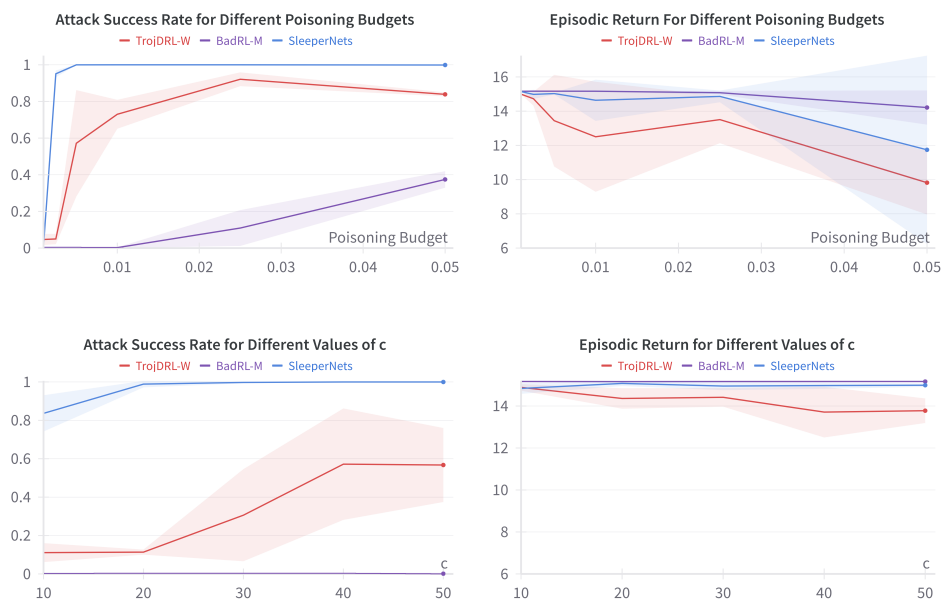 Attack Success Rate for Different Poisoning Budgets
TrojDRL-W BadRL-M SleeperNets
1
0.8
0.6
0.4
0.2
0
Poisoning Budget
0.01 0.02 0.03 0.04 0.05
Episodic Return For Different Poisoning Budgets
TrojDRL-W BadRL-M SleeperNets
16
14
12
10
8
6
Poisoning Budget
0.01 0.02 0.03 0.04 0.05
Attack Success Rate for Different Values of c
TrojDRL-W BadRL-M SleeperNets
1
0.8
0.6
0.4
0.2
0
c
10 20 30 40 50
Episodic Return for Different Values of c
TrojDRL-W BadRL-M SleeperNets
14
12
10
8
6
c
10 20 30 40 50